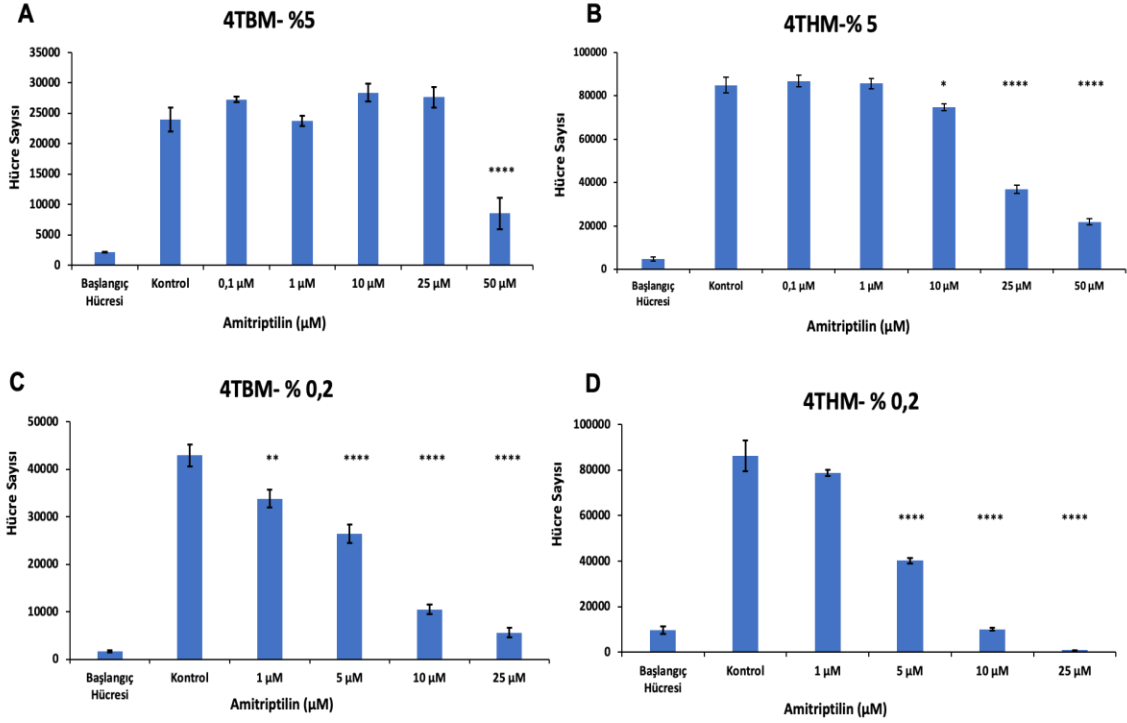 A
4TBM- %5
35000
30000
25000
20000
15000
10000
5000
0
Hücre Sayısı
****
Başlangıç Hücresi
Kontrol
0,1 µM
1 µM
10 µM
25 µM
50 µM
Amitriptilin (µM)
B
4THM-% 5
100000
80000
60000
40000
20000
0
Hücre Sayısı
*
****
****
Başlangıç Hücresi
Kontrol
0,1 µM
1 µM
10 µM
25 µM
50 µM
Amitriptilin (µM)
C
4TBM- % 0,2
50000
40000
30000
20000
10000
0
Hücre Sayısı
**
****
****
****
Başlangıç Hücresi
Kontrol
1 µM
5 µM
10 µM
25 µM
Amitriptilin (µM)
D
4THM- % 0,2
100000
80000
60000
40000
20000
0
Hücre Sayısı
****
****
****
Başlangıç Hücresi
Kontrol
1 µM
5 µM
10 µM
25 µM
Amitriptilin (µM)